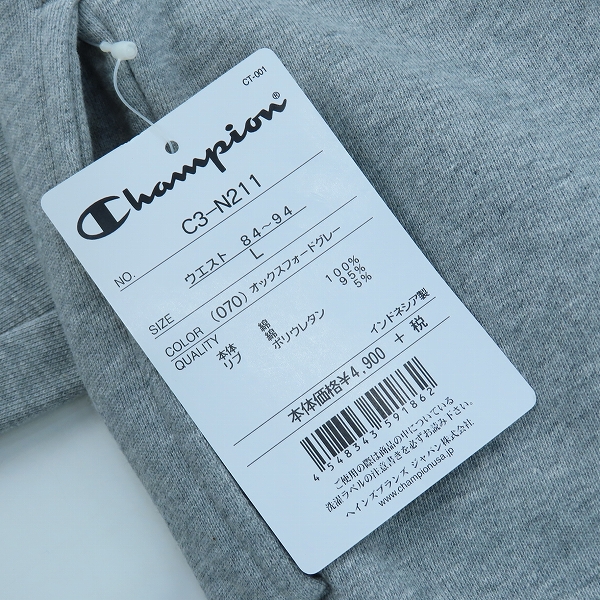 CT-001
Champion®
NO. C3-N211
SIZE ウエスト 84~94
L
COLOR (070) オックスフォードグレー
QUALITY
本体 綿 100%
リブ 綿 95%
ポリウレタン 5%
インドネシア製
本体価格¥4,900 + 税
4548343591862
ご使用の際は商品の中についている
洗濯ラベルの注意書きを必ずお読み下さい。
ヘインズブランズ ジャパン株式会社.
www.championusa.jp